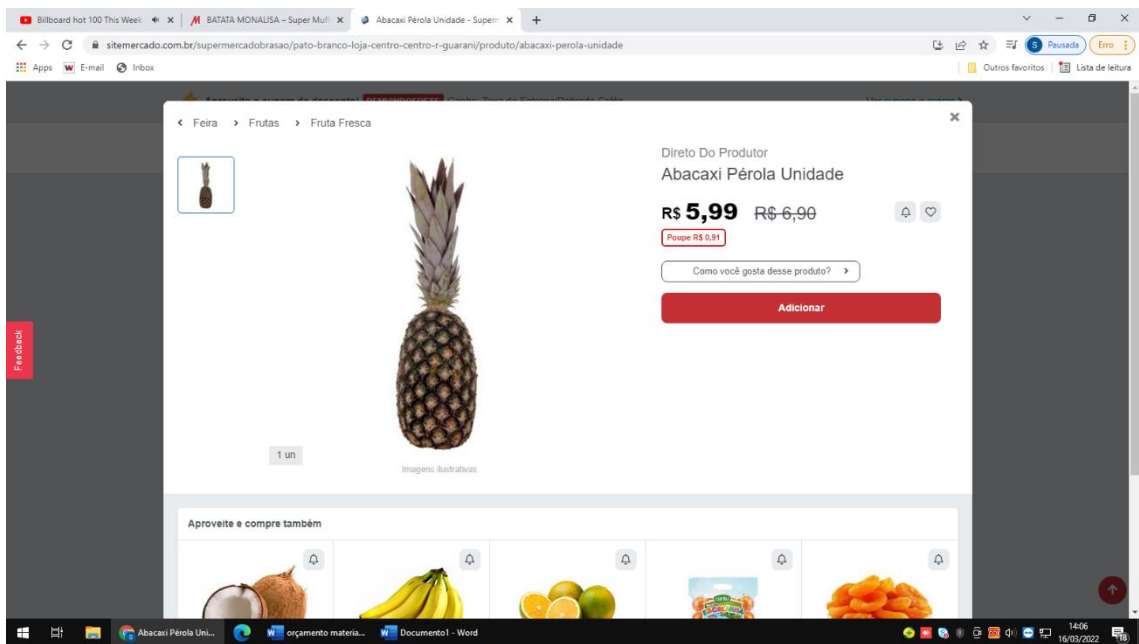 Billboard hot 100 This Week
BATATA MONALISA – Super Muf
Abacaxi Pérola Unidade - Superm
sitemercado.com.br/supermercadobrasao/pato-branco-loja-centro-centro-r-guarani/produto/abacaxi-perola-unidade
S Pausada
Erro
Apps
W E-mail
Inbox
Outros favoritos
Lista de leitura
Feira > Frutas > Fruta Fresca
Direto Do Produtor
Abacaxi Pérola Unidade
R$ 5,99 R$ 6,90
Poupe R$ 0,91
Como você gosta desse produto?
Adicionar
Feedback
1 un
Imagens ilustrativas
Aproveite e compre também
Abacaxi Pérola Uni...
orçamento materia...
Documento1 - Word
14:06
16/03/2022